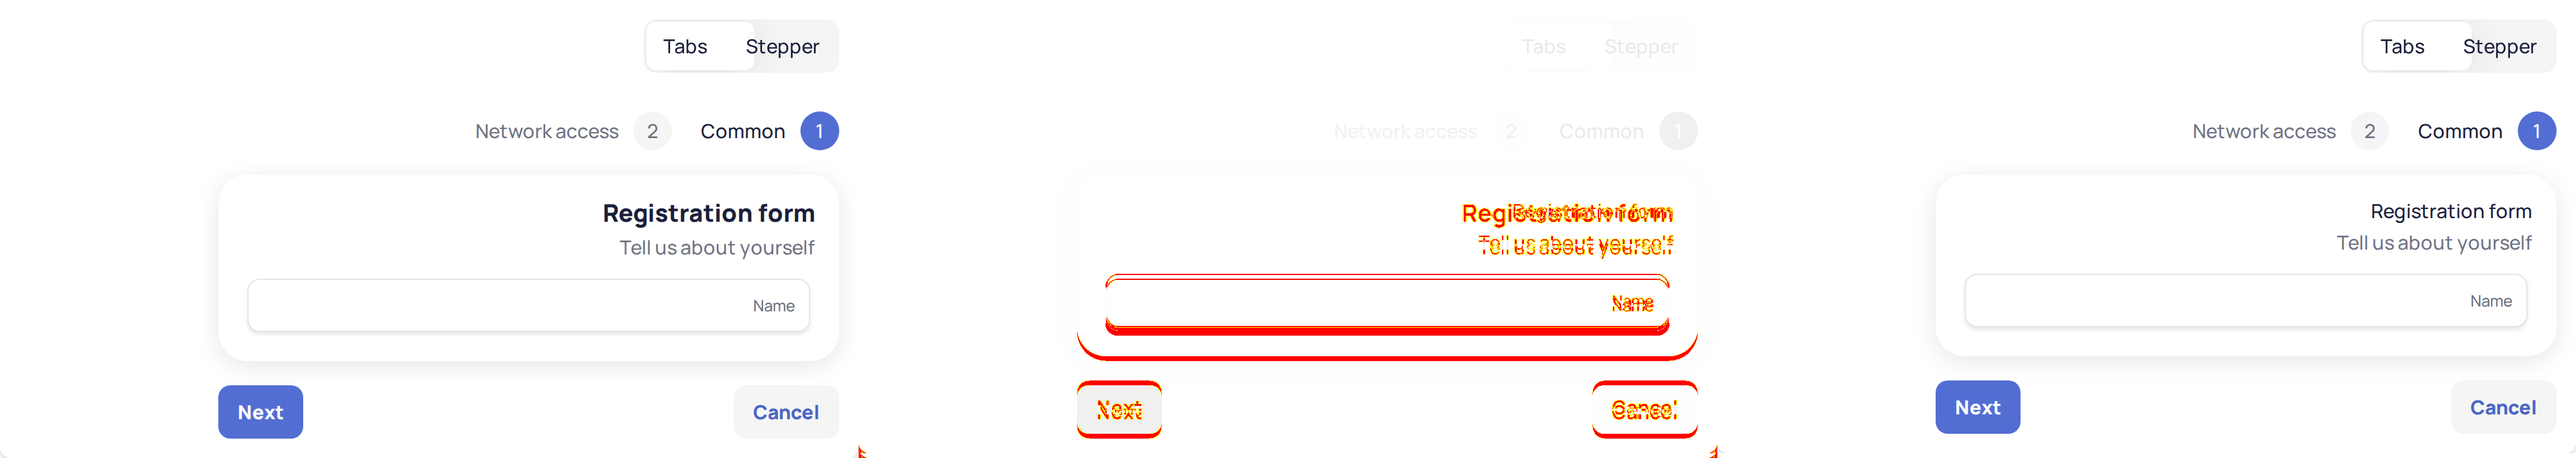 Tabs Stepper
Network access 2 Common 1
Registration form
Tell us about yourself
Name
Next Cancel
Tabs Stepper
Network access 2 Common 1
Registration form
Tell us about yourself
Name
Next Cancel
Tabs Stepper
Network access 2 Common 1
Registration form
Tell us about yourself
Name
Next Cancel